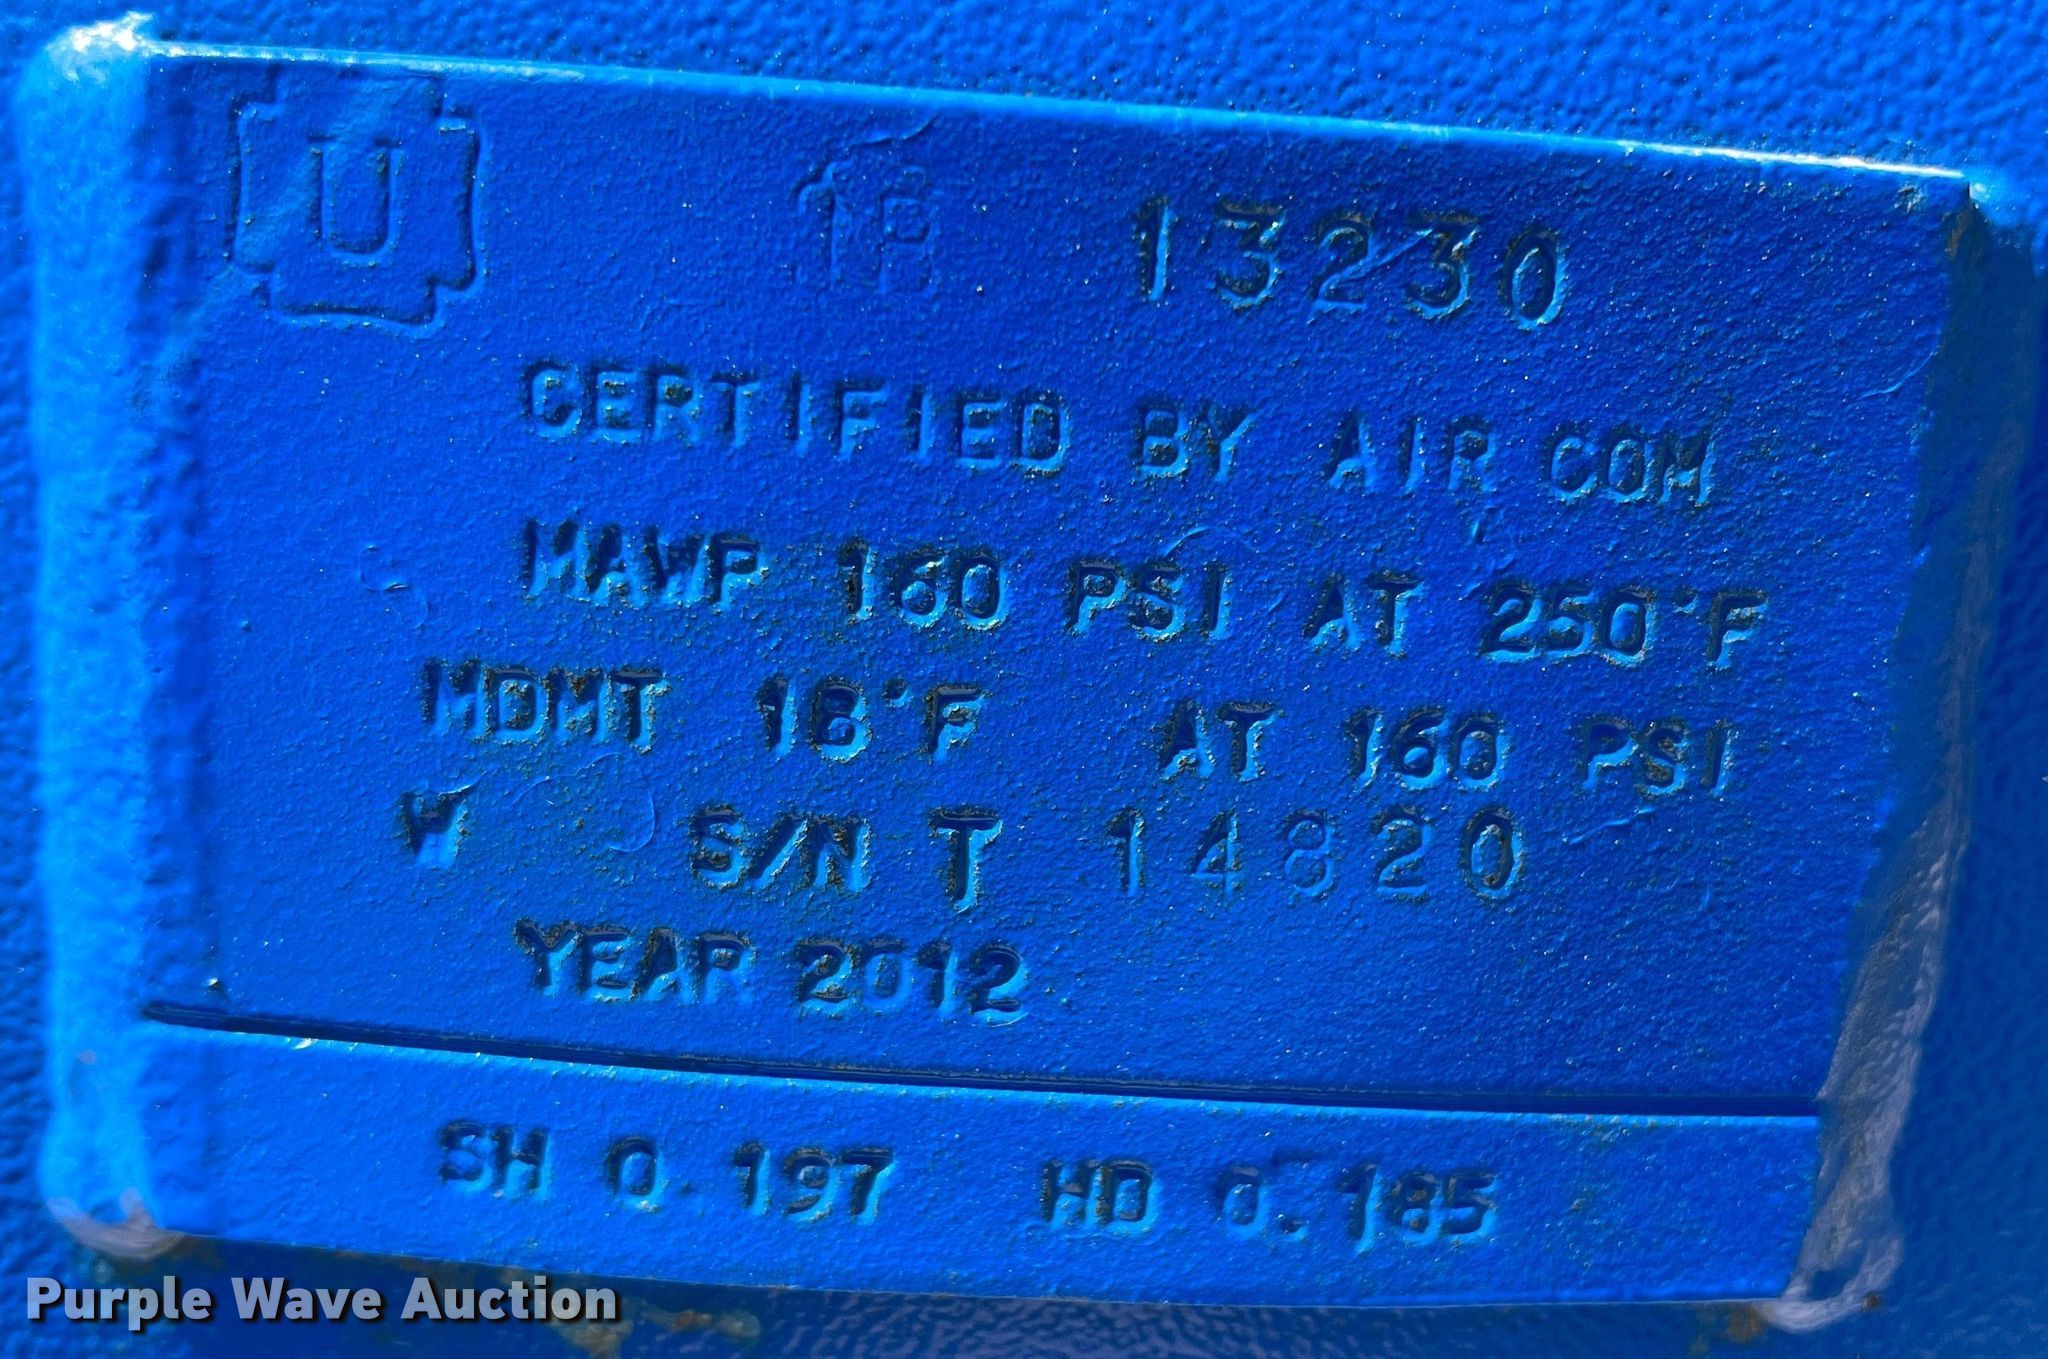 U 13230
CERTIFIED BY AIR COM
MAWP 160 PSI AT 250°F
MDMT 18°F AT 160 PSI
W S/N T 14820
YEAR 2012
SH 0.197 HD 0.185
Purple Wave Auction